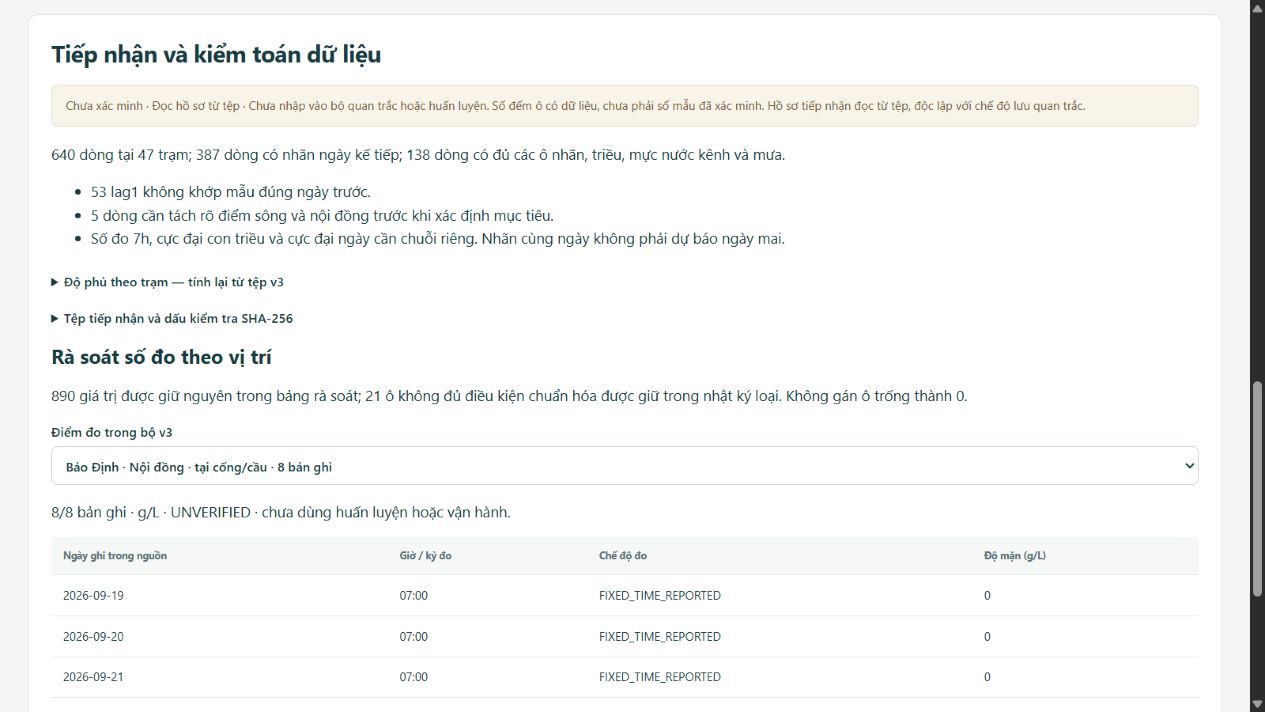 Tiếp nhận và kiểm toán dữ liệu
Chưa xác minh · Đọc hồ sơ từ tệp · Chưa nhập vào bộ quan trắc hoặc huấn luyện. Số đếm ô có dữ liệu, chưa phải số mẫu đã xác minh. Hồ sơ tiếp nhận đọc từ tệp, độc lập với chế độ lưu quan trắc.
640 dòng tại 47 trạm; 387 dòng có nhãn ngày kế tiếp; 138 dòng có đủ các ô nhãn, triều, mực nước kênh và mưa.
• 53 lag1 không khớp mẫu đúng ngày trước.
• 5 dòng cần tách rõ điểm sông và nội đồng trước khi xác định mục tiêu.
• Số đo 7h, cực đại con triều và cực đại ngày cần chuỗi riêng. Nhãn cùng ngày không phải dự báo ngày mai.
▶ Độ phủ theo trạm — tính lại từ tệp v3
▶ Tệp tiếp nhận và dấu kiểm tra SHA-256
Rà soát số đo theo vị trí
890 giá trị được giữ nguyên trong bảng rà soát; 21 ô không đủ điều kiện chuẩn hóa được giữ trong nhật ký loại. Không gán ô trống thành 0.
Điểm đo trong bộ v3
Bảo Định · Nội đồng · tại cống/cầu · 8 bản ghi
8/8 bản ghi · g/L · UNVERIFIED · chưa dùng huấn luyện hoặc vận hành.
Ngày ghi trong nguồn Giờ / kỳ đo Chế độ đo Độ mặn (g/L)
2026-09-19 07:00 FIXED_TIME_REPORTED 0
2026-09-20 07:00 FIXED_TIME_REPORTED 0
2026-09-21 07:00 FIXED_TIME_REPORTED 0